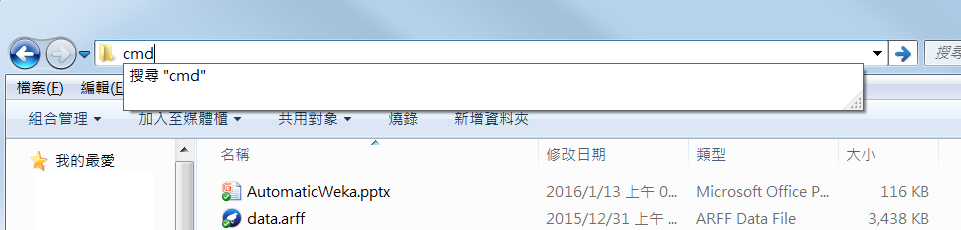 cmd
搜尋
搜尋 "cmd"
檔案(F) 編輯(E
組合管理 加入至媒體櫃 共用對象 燒錄 新增資料夾
我的最愛 名稱 修改日期 類型 大小
AutomaticWeka.pptx 2016/1/13 上午 0... Microsoft Office P... 116 KB
data.arff 2015/12/31 上午 ... ARFF Data File 3,438 KB